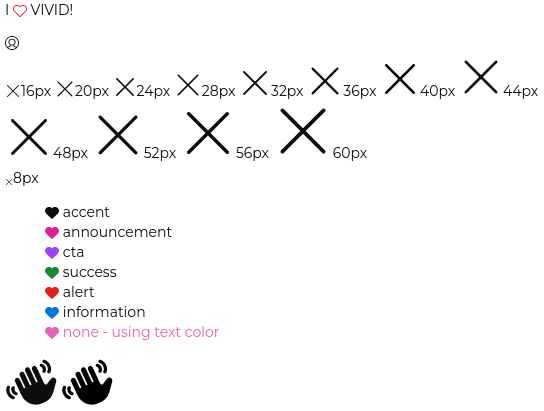 I VIVID!
16px 20px 24px 28px 32px 36px 40px 44px
48px 52px 56px 60px
8px
accent
announcement
cta
success
alert
information
none - using text color